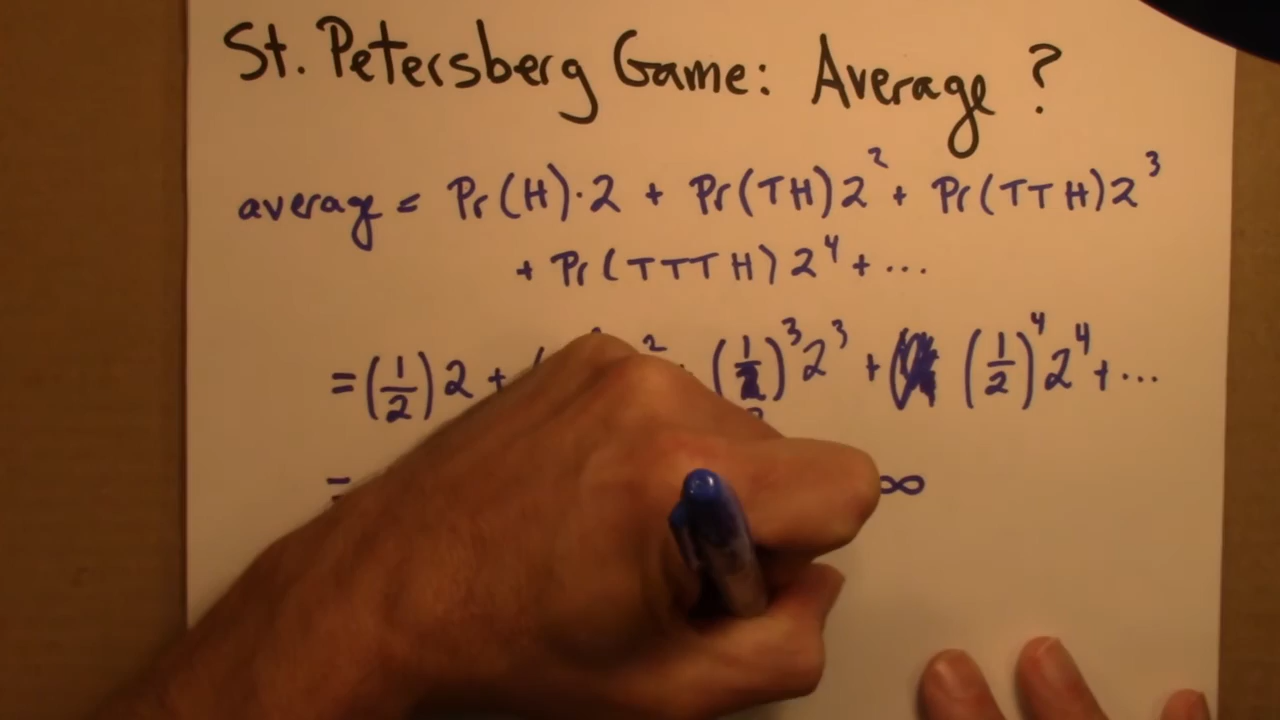 St. Petersberg Game: Average ?
average = Pr(H)·2 + Pr(TH)2² + Pr(TTH)2³
+ Pr(TTTH)2⁴ + ...
=(1/2)2 + ( ² (1/2)³2³ + (1/2)⁴2⁴ + ...
= ∞